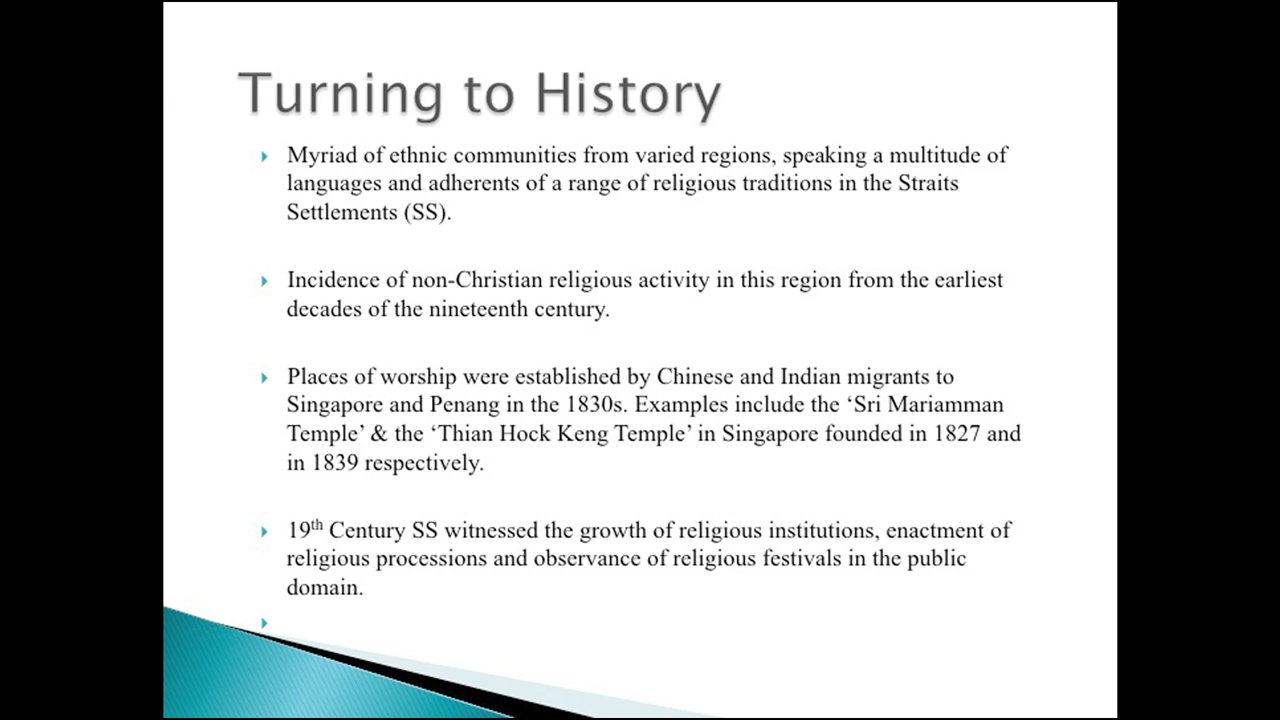 Turning to History
Myriad of ethnic communities from varied regions, speaking a multitude of
languages and adherents of a range of religious traditions in the Straits
Settlements (SS).
Incidence of non-Christian religious activity in this region from the earliest
decades of the nineteenth century.
Places of worship were established by Chinese and Indian migrants to
Singapore and Penang in the 1830s. Examples include the ‘Sri Mariamman
Temple’ & the ‘Thian Hock Keng Temple’ in Singapore founded in 1827 and
in 1839 respectively.
19th Century SS witnessed the growth of religious institutions, enactment of
religious processions and observance of religious festivals in the public
domain.